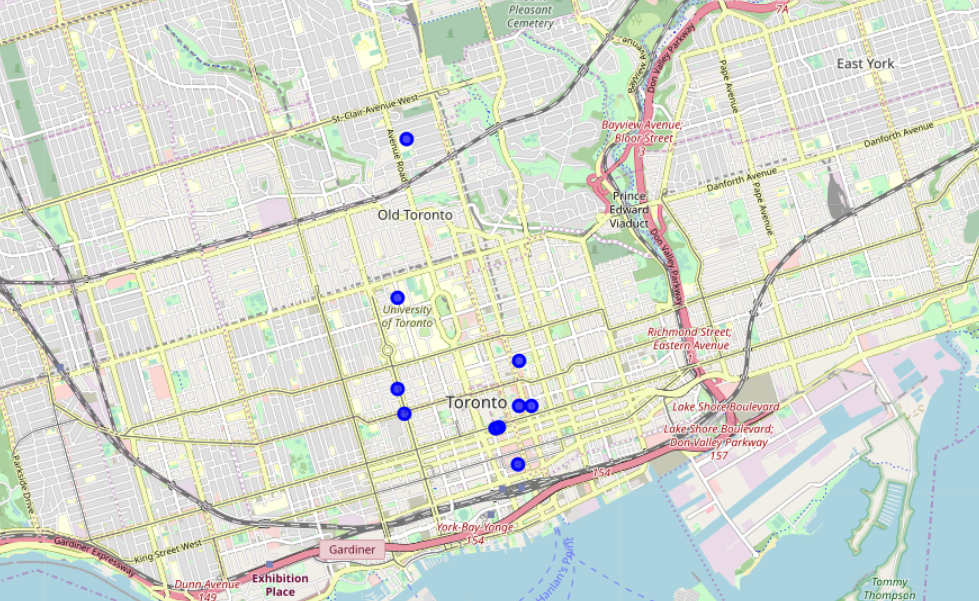 Pleasant
Cemetery
7A
East York
Bayview Avenue
Don Valley Parkway
Pape Avenue
St. Clair Avenue West
Avenue Road
Bayview Avenue;
Bloor Street
3
Danforth Avenue
Danforth Avenue
Prince
Edward
Viaduct
Pape Avenue
Old Toronto
Don Valley Parkway
University
of Toronto
Richmond Street;
Eastern Avenue
Toronto
Lake Shore Boulevard
Lake Shore Boulevard;
Don Valley Parkway
157
Parkside Drive
154
York-Bay-Yonge
154
Gardiner Expressway
King Street West
Gardiner
Hanlan's Point
Dunn Avenue
149
Exhibition
Place
Tommy
Thompson